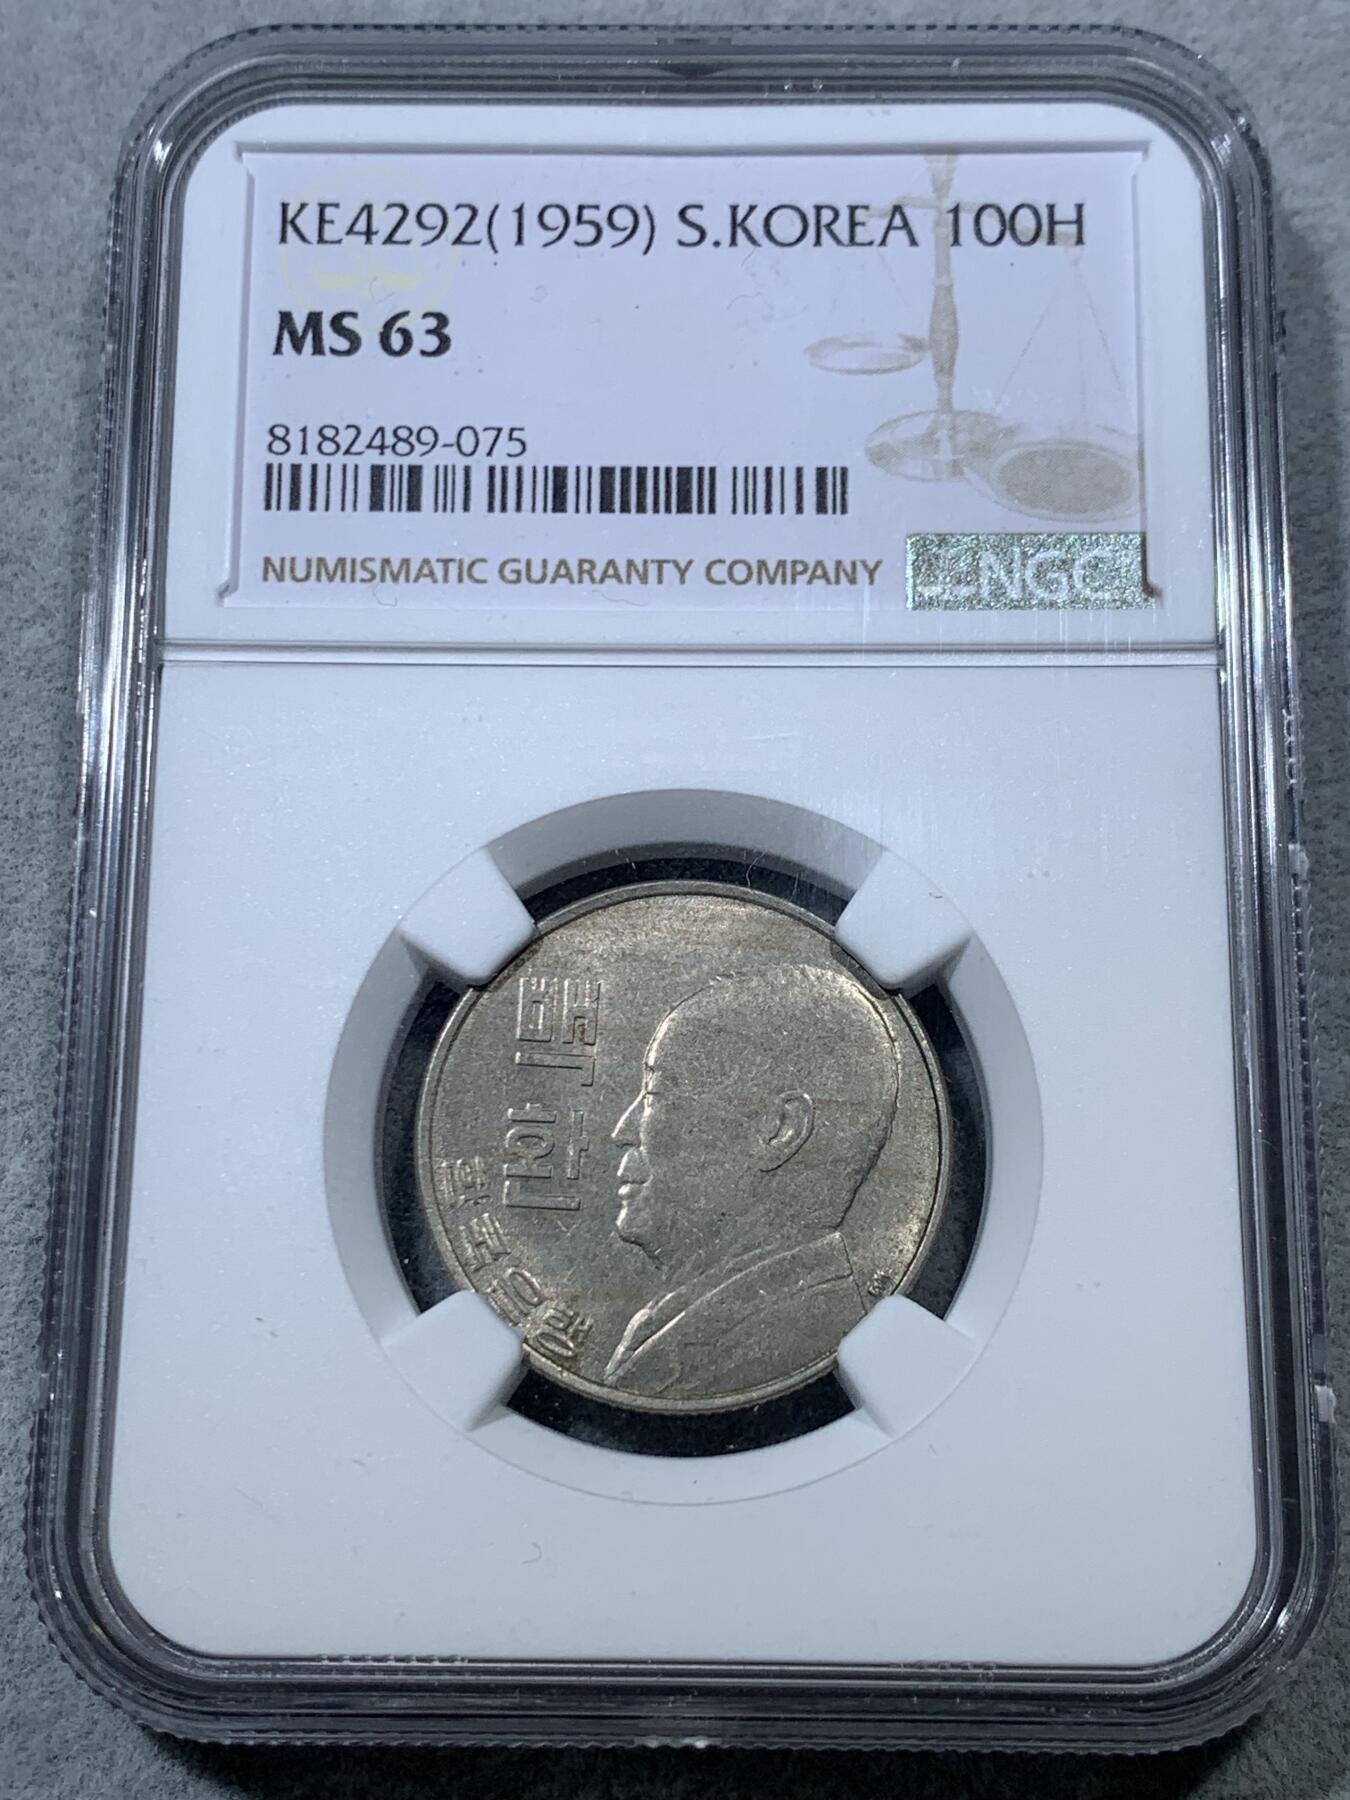 KE4292(1959) S.KOREA 100H
MS 63
8182489-075
NUMISMATIC GUARANTY COMPANY
NGC
백환
한국은행